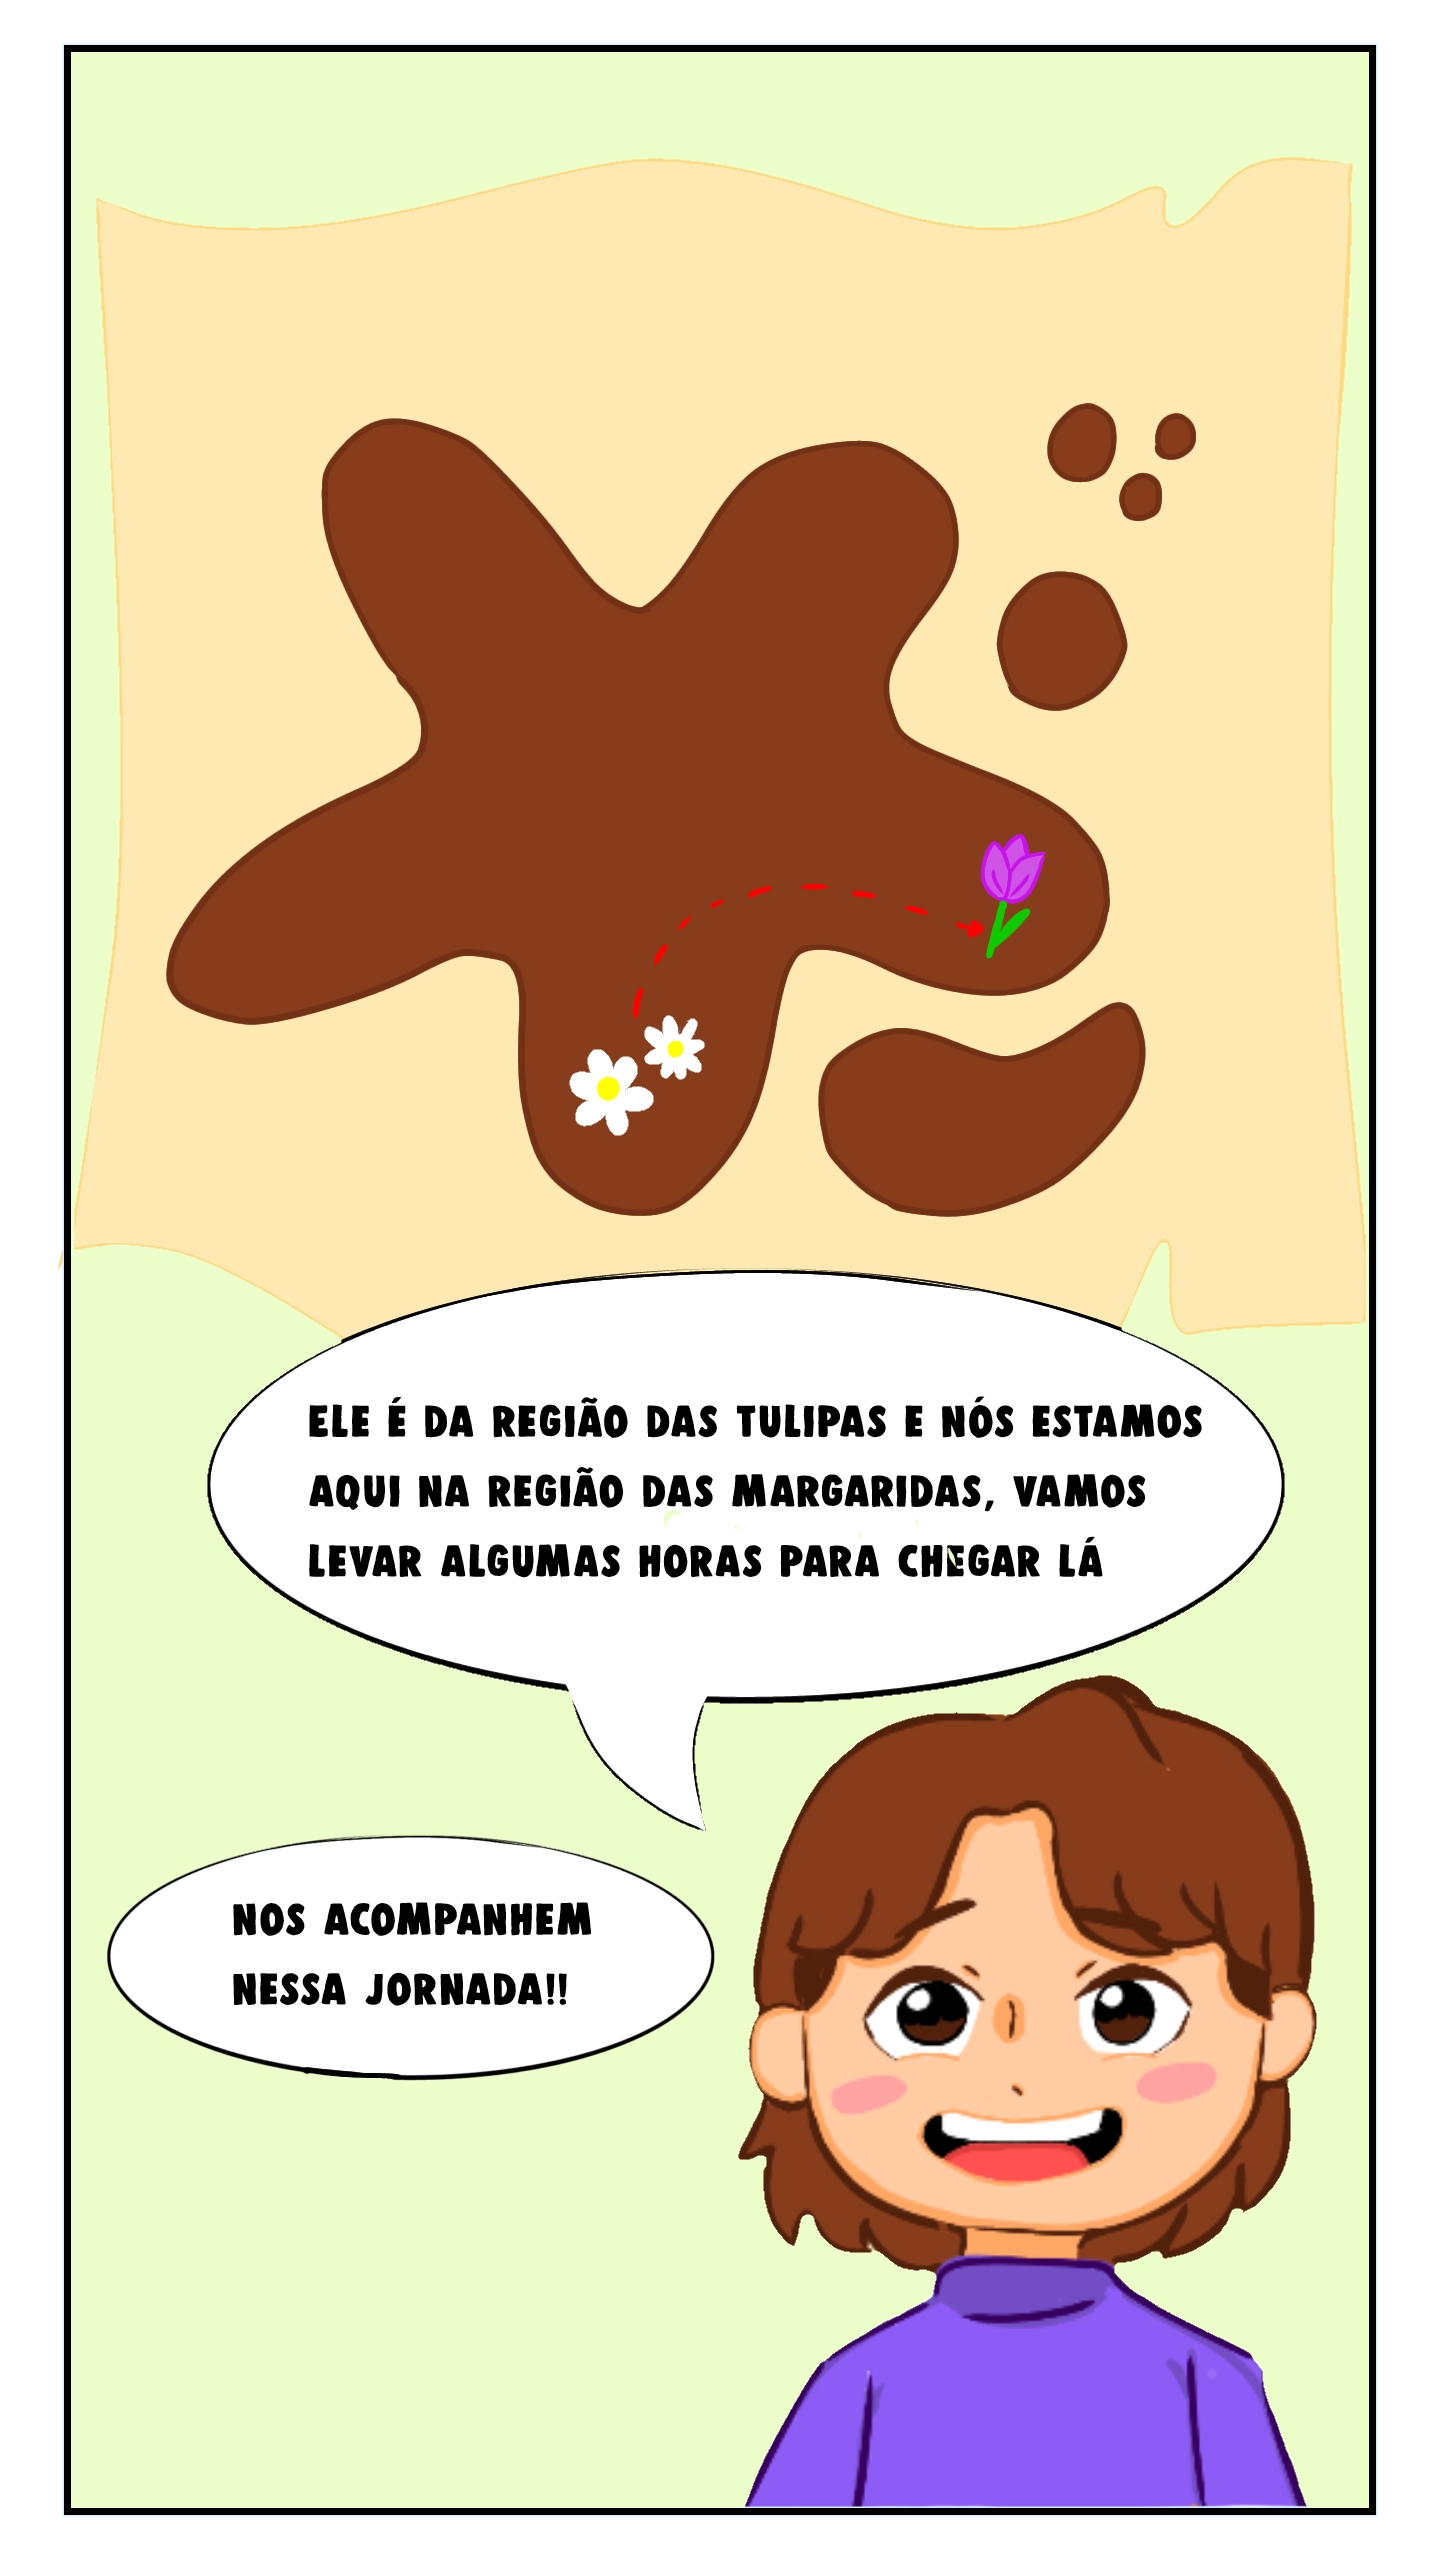 ELE É DA REGIÃO DAS TULIPAS E NÓS ESTAMOS
AQUI NA REGIÃO DAS MARGARIDAS, VAMOS
LEVAR ALGUMAS HORAS PARA CHEGAR LÁ
NOS ACOMPANHEM
NESSA JORNADA!!